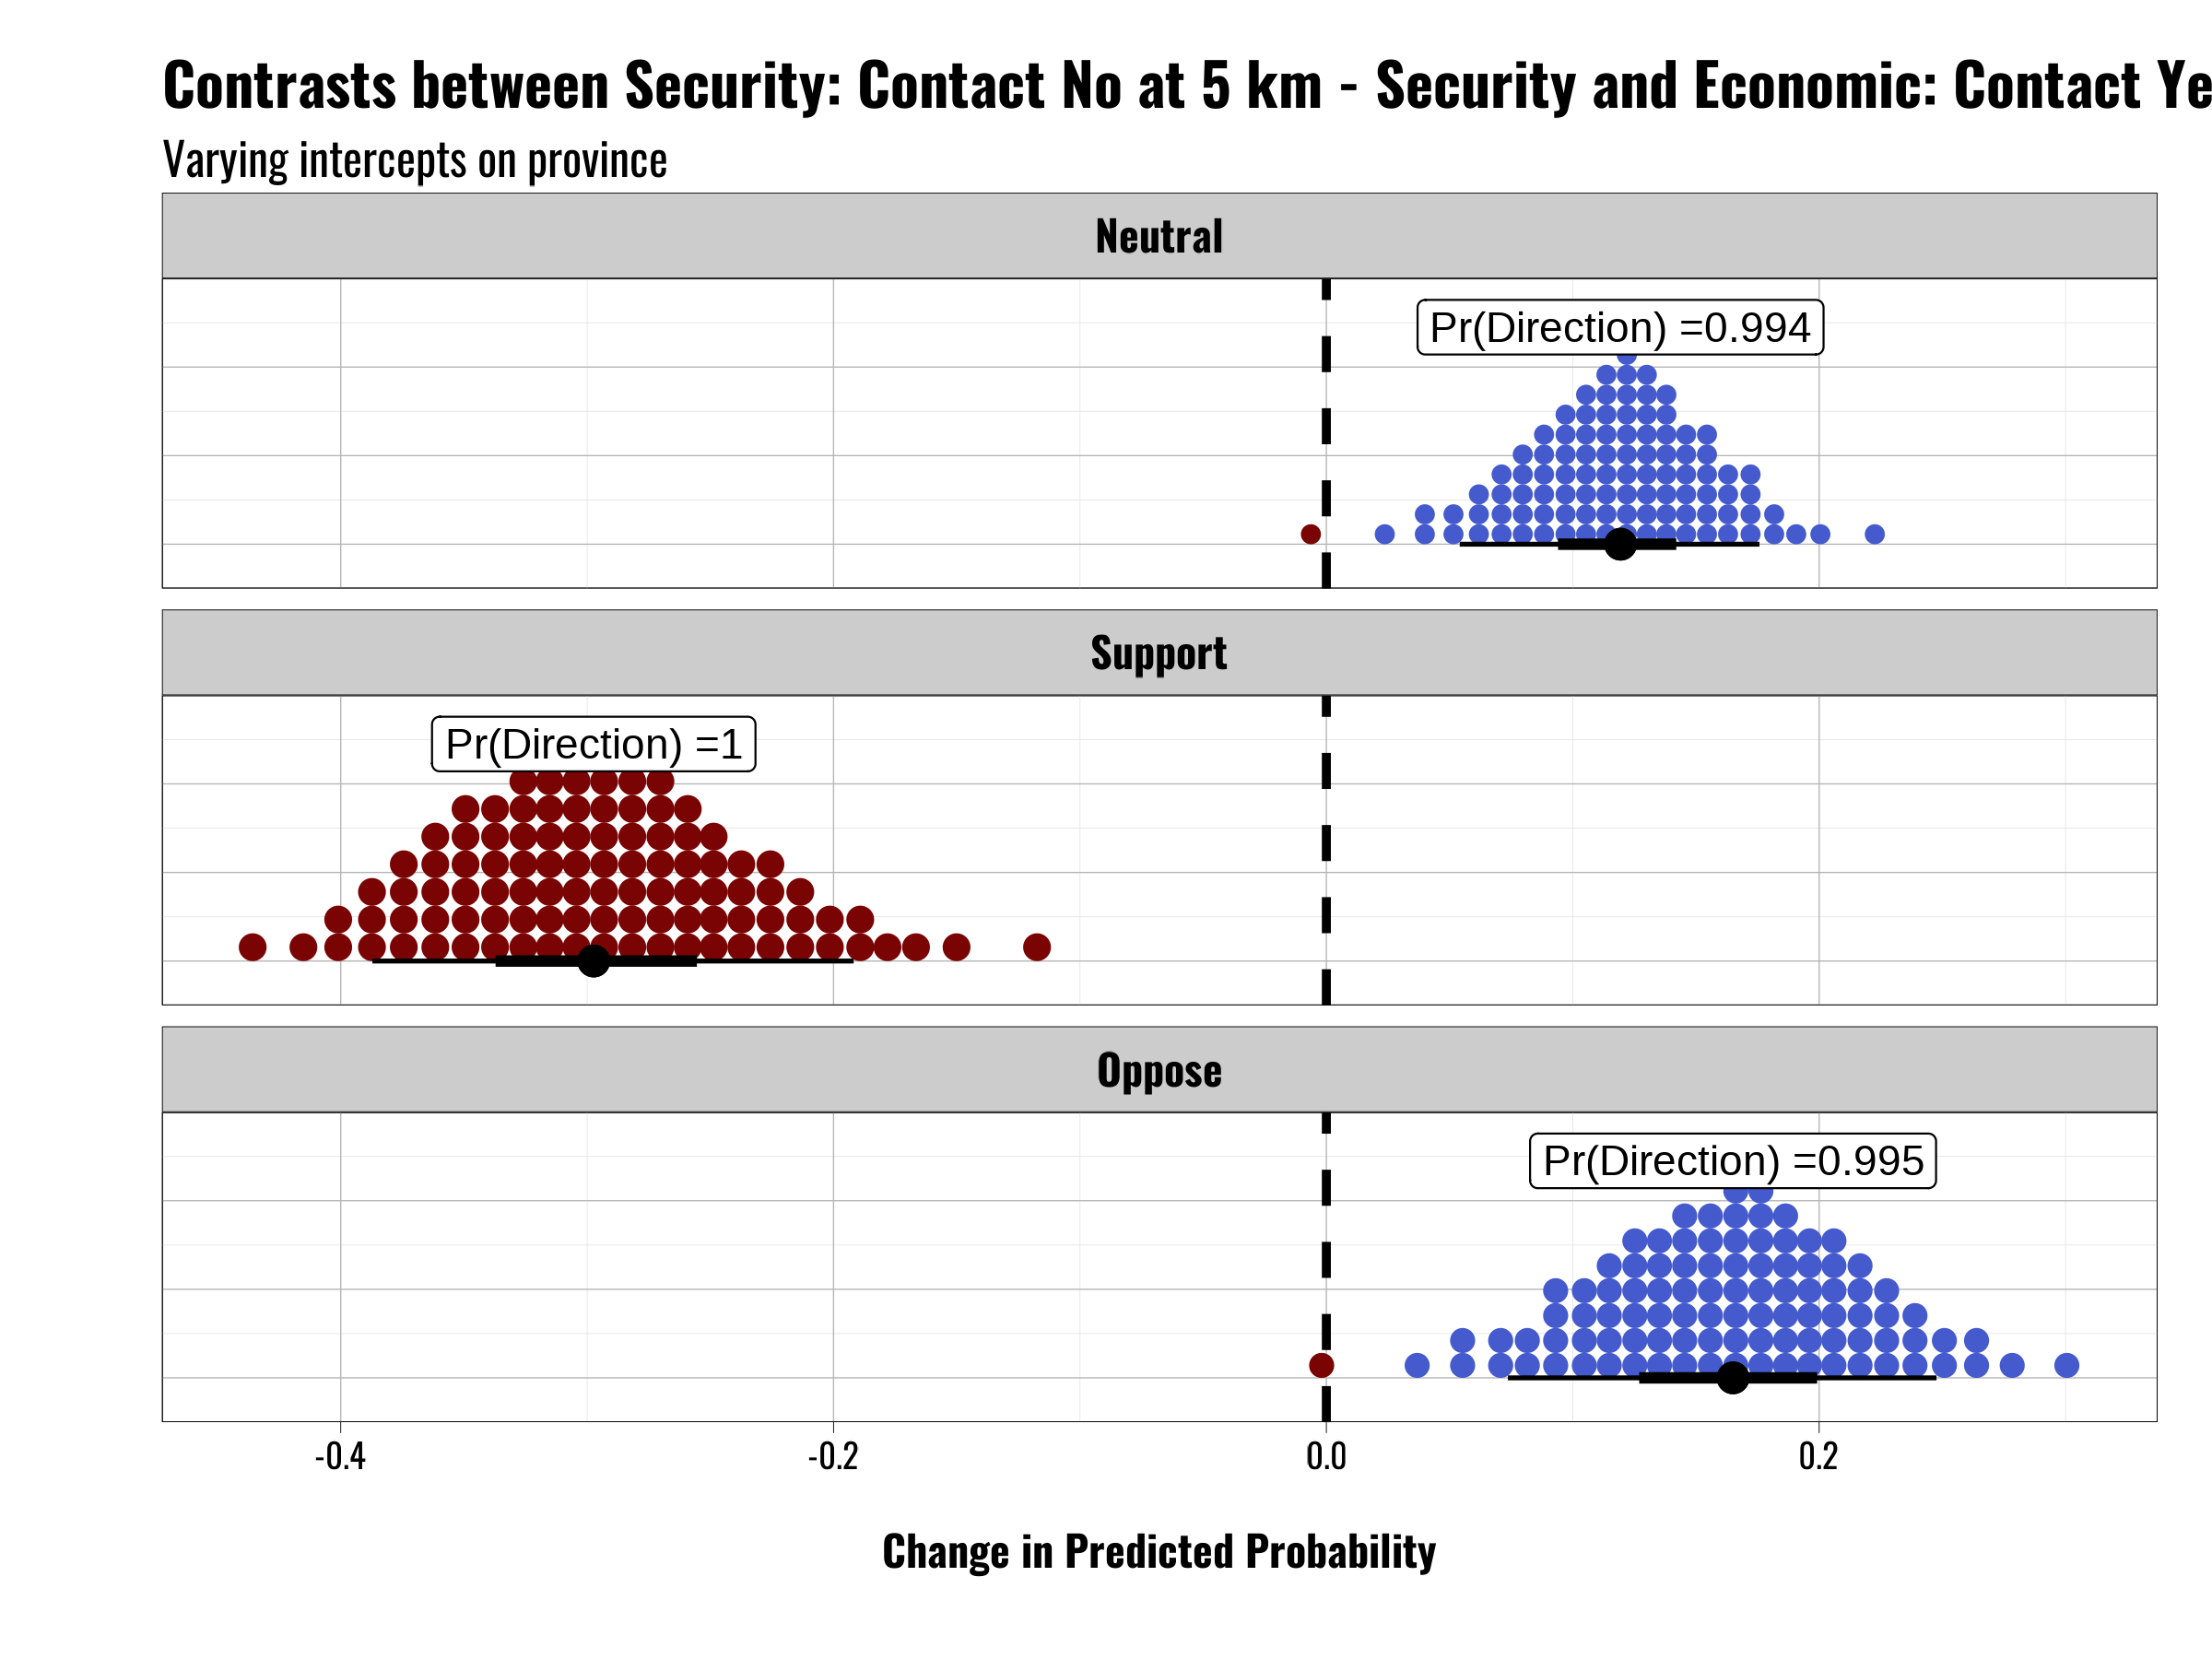 Contrasts between Security: Contact No at 5 km - Security and Economic: Contact Ye
Varying intercepts on province
Neutral
Pr(Direction) =0.994
Support
Pr(Direction) =1
Oppose
Pr(Direction) =0.995
-0.4 -0.2 0.0 0.2
Change in Predicted Probability